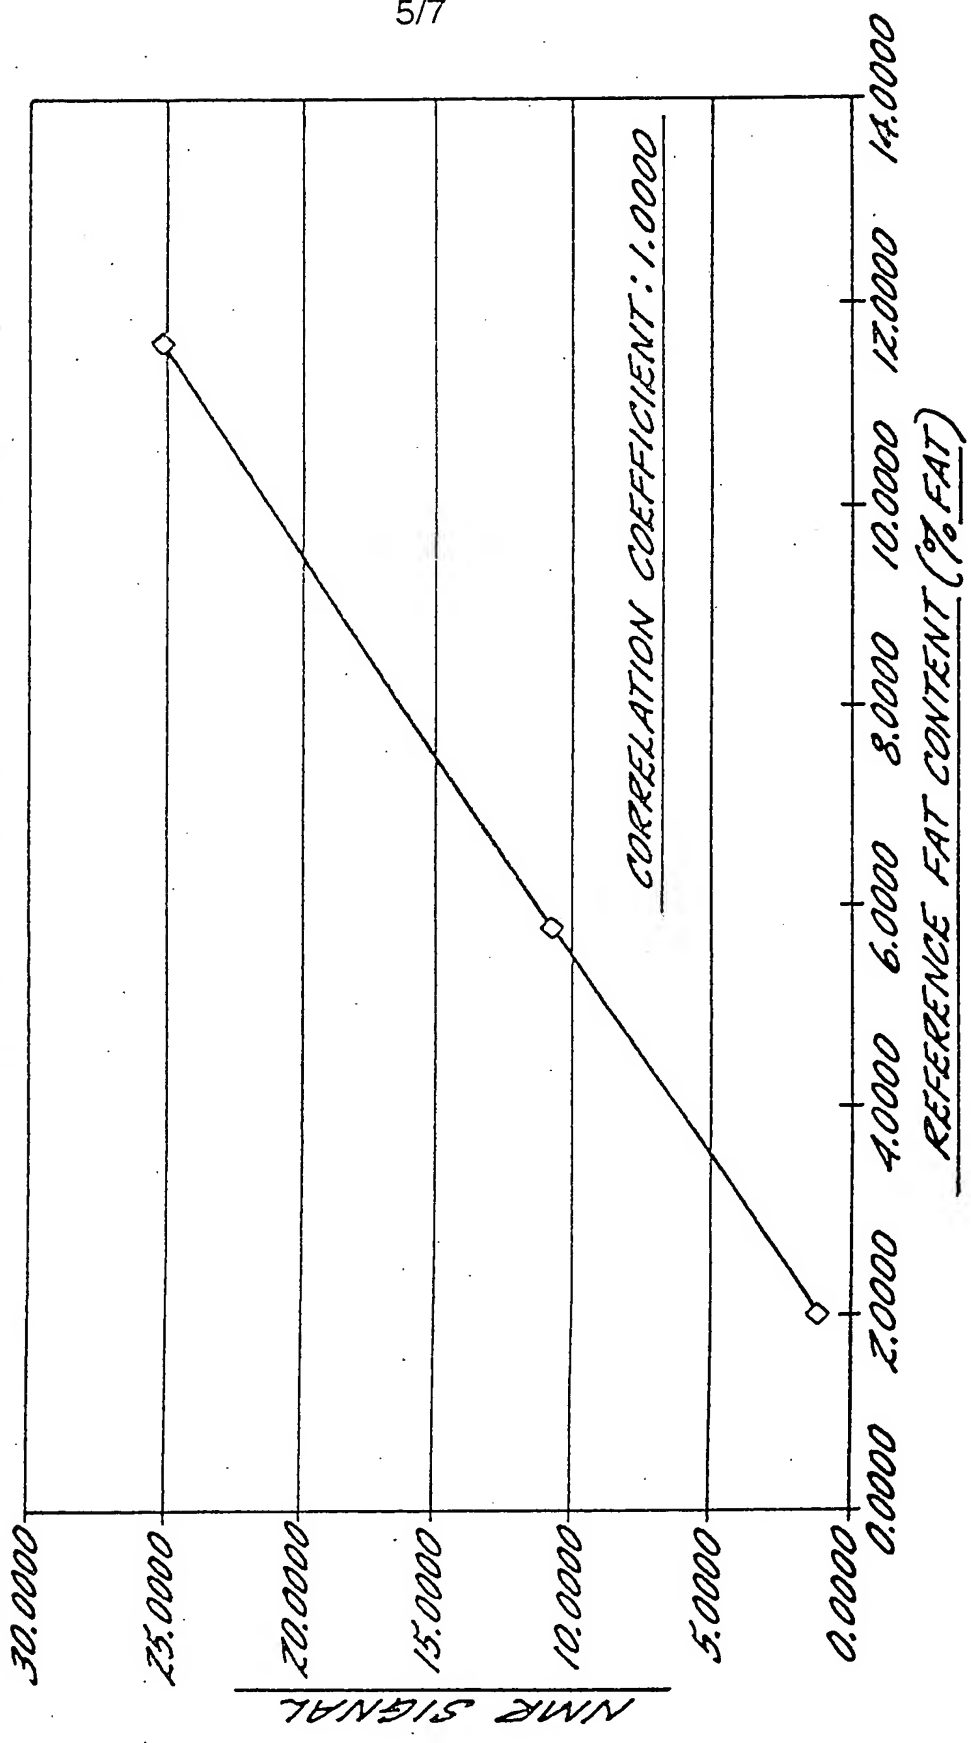 5/7
NMR SIGNAL
30.0000
25.0000
20.0000
15.0000
10.0000
5.0000
0.0000
CORRELATION COEFFICIENT: 1.0000
0.0000 2.0000 4.0000 6.0000 8.0000 10.0000 12.0000 14.0000
REFERENCE FAT CONTENT (% FAT)